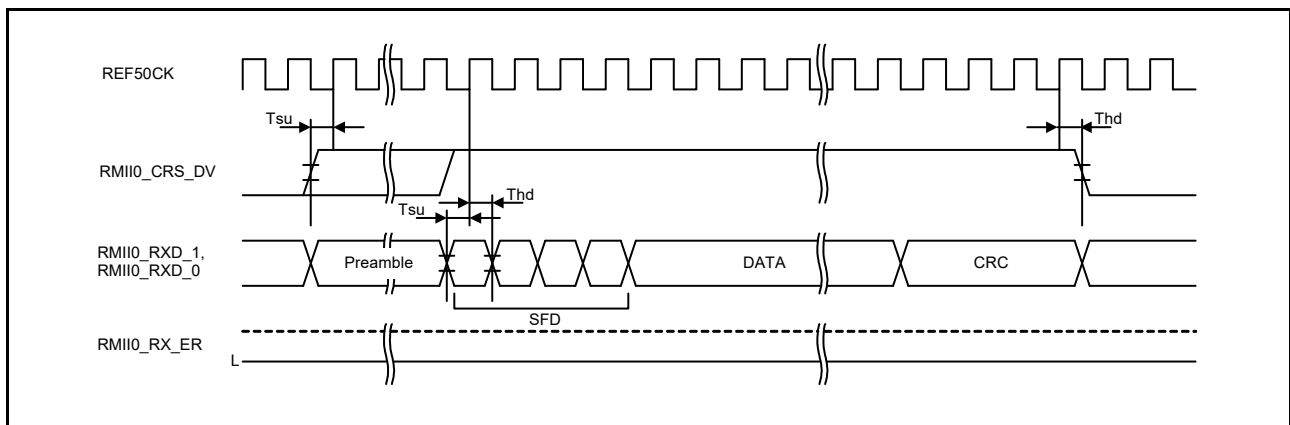 REF50CK
Tsu
Thd
RMII0_CRS_DV
Thd
Tsu
RMII0_RXD_1,
RMII0_RXD_0
Preamble
DATA
CRC
SFD
RMII0_RX_ER
L